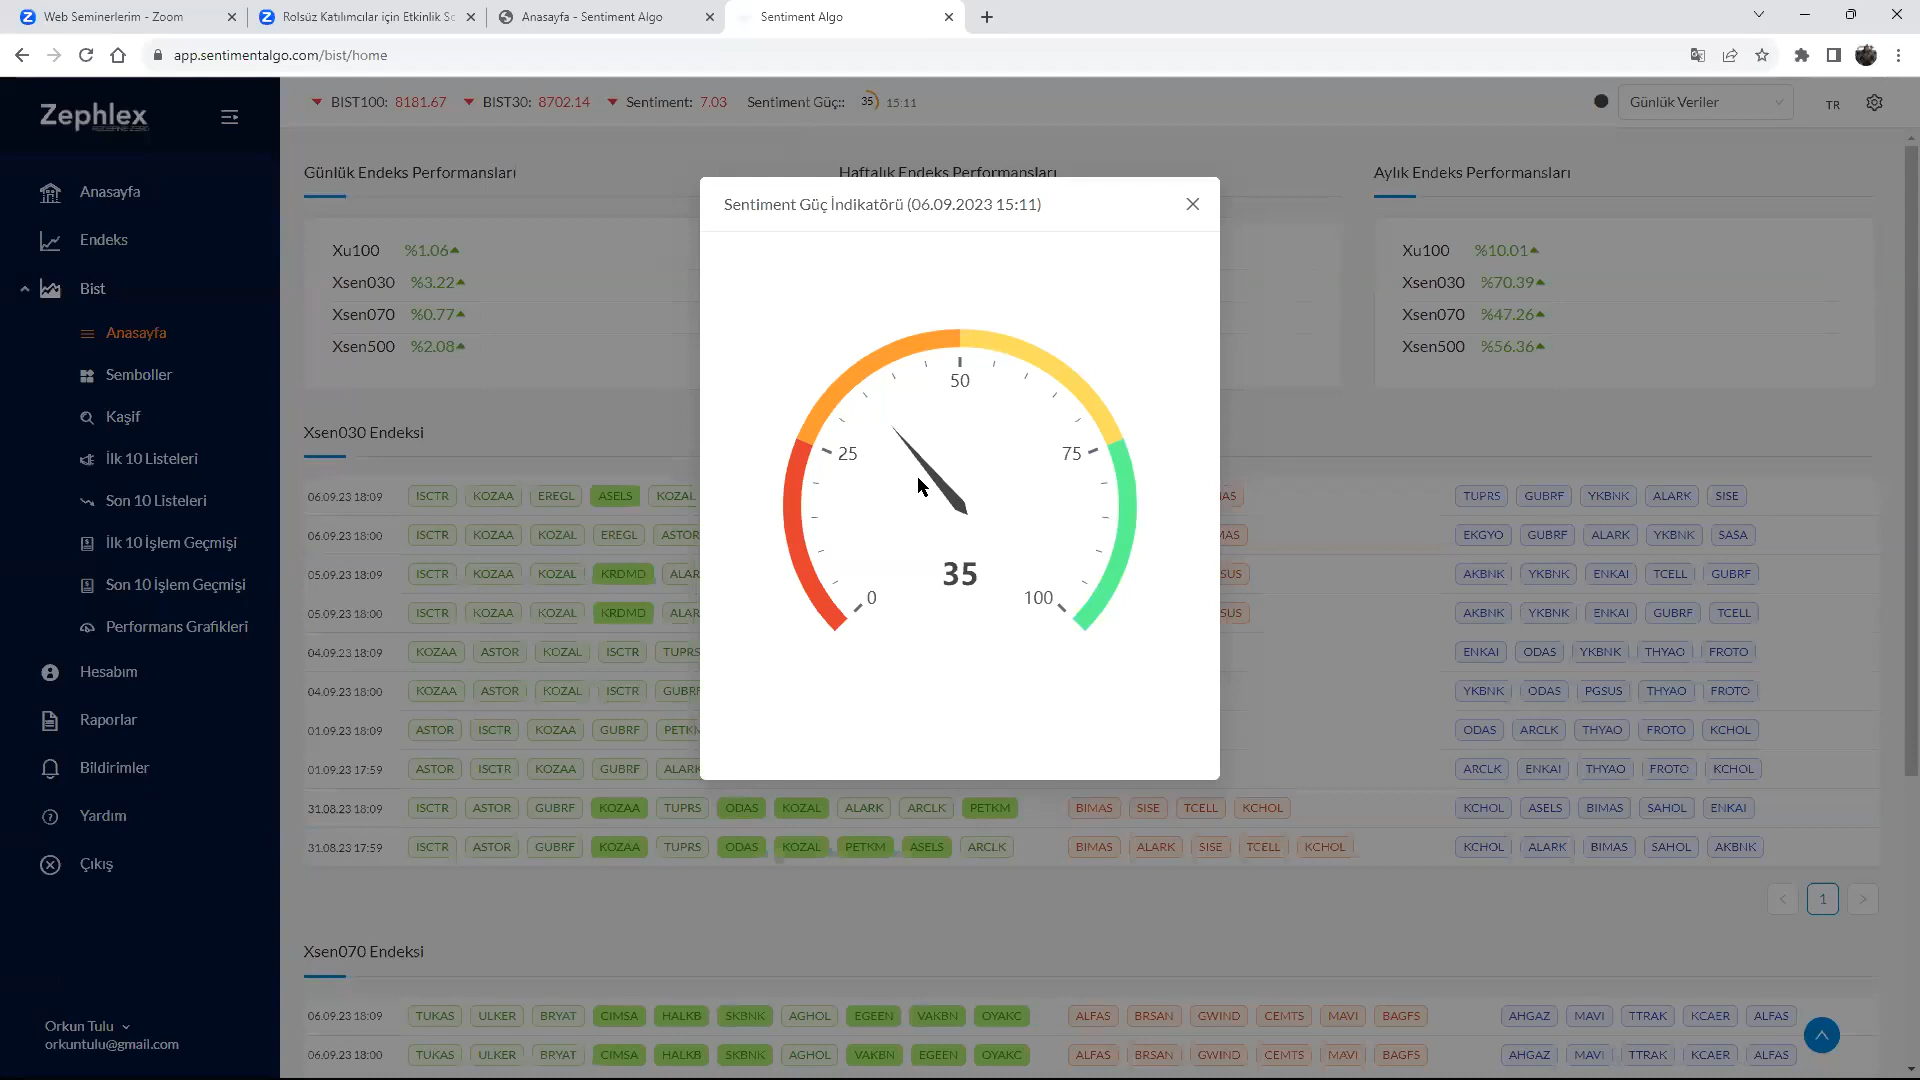 Web Seminerlerim - Zoom
Rolsüz Katılımcılar için Etkinlik Sc
Anasayfa - Sentiment Algo
Sentiment Algo
app.sentimentalgo.com/bist/home
Zephlex
BIST100: 8181.67 BIST30: 8702.14 Sentiment: 7.03 Sentiment Güç:: 35 15:11
Günlük Veriler
TR
Anasayfa
Endeks
Bist
Anasayfa
Semboller
Kaşif
İlk 10 Listeleri
Son 10 Listeleri
İlk 10 İşlem Geçmişi
Son 10 İşlem Geçmişi
Performans Grafikleri
Hesabım
Raporlar
Bildirimler
Yardım
Çıkış
Orkun Tulu
orkuntulu@gmail.com
Günlük Endeks Performansları
Xu100 %1.06
Xsen030 %3.22
Xsen070 %0.77
Xsen500 %2.08
Haftalık Endeks Performansları
Aylık Endeks Performansları
Xu100 %10.01
Xsen030 %70.39
Xsen070 %47.26
Xsen500 %56.36
Sentiment Güç İndikatörü (06.09.2023 15:11)
0
25
50
75
100
35
Xsen030 Endeksi
06.09.23 18:09 ISCTR KOZAA EREGL ASELS KOZAL TUPRS GUBRF YKBNK ALARK SISE
06.09.23 18:00 ISCTR KOZAA KOZAL EREGL ASTOR EKGYO GUBRF ALARK YKBNK SASA
05.09.23 18:09 ISCTR KOZAA KOZAL KRDMD ALAR SUS AKBNK YKBNK ENKAI TCELL GUBRF
05.09.23 18:09 ISCTR KOZAA KOZAL KRDMD ALAR SUS AKBNK YKBNK ENKAI GUBRF TCELL
04.09.23 18:09 KOZAA ASTOR KOZAL ISCTR TUPRS ENKAI ODAS YKBNK THYAO FROTO
04.09.23 18:00 KOZAA ASTOR KOZAL ISCTR GUBRF YKBNK ODAS PGSUS THYAO FROTO
01.09.23 18:09 ASTOR ISCTR KOZAA GUBRF PETK ODAS ARCLK THYAO FROTO KCHOL
01.09.23 17:59 ASTOR ISCTR KOZAA GUBRF ALARK ARCLK ENKAI THYAO FROTO KCHOL
31.08.23 18:09 ISCTR ASTOR GUBRF KOZAA TUPRS ODAS KOZAL ALARK ARCLK PETKM BIMAS SISE TCELL KCHOL KCHOL ASELS BIMAS SAHOL ENKAI
31.08.23 17:59 ISCTR ASTOR GUBRF KOZAA TUPRS ODAS KOZAL PETKM ASELS ARCLK BIMAS ALARK SISE TCELL KCHOL KCHOL ALARK BIMAS SAHOL AKBNK
1
Xsen070 Endeksi
06.09.23 18:09 TUKAS ULKER BRYAT CIMSA HALKB SKBNK AGHOL EGEEN VAKBN OYAKC ALFAS BRSAN GWIND CEMTS MAVI BAGFS AHGAZ MAVI TTRAK KCAER ALFAS
06.09.23 18:00 TUKAS ULKER BRYAT CIMSA HALKB SKBNK AGHOL VAKBN EGEEN OYAKC ALFAS BRSAN GWIND CEMTS MAVI BAGFS AHGAZ MAVI TTRAK KCAER ALFAS